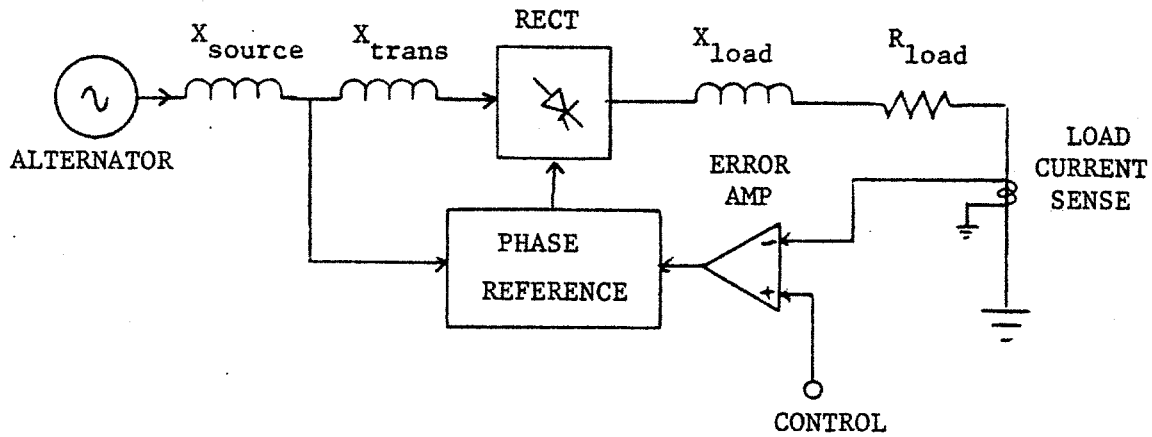 RECT
X source
X trans
X load
R load
ALTERNATOR
ERROR
AMP
LOAD
CURRENT
SENSE
PHASE
REFERENCE
-
+
CONTROL